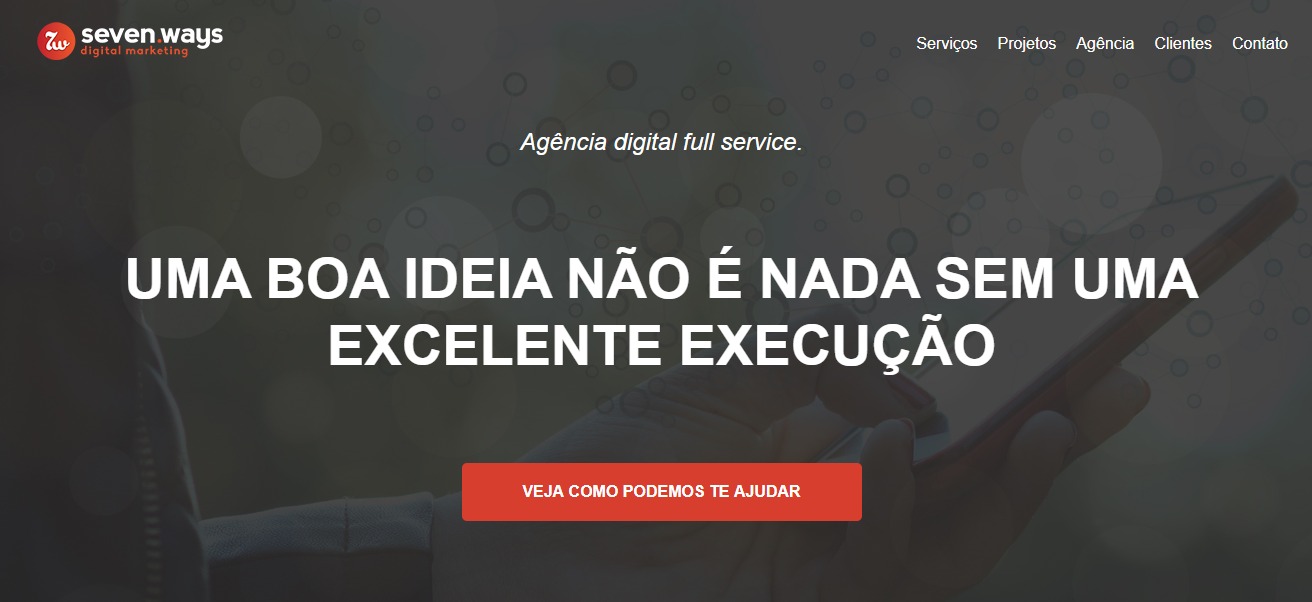 7w seven.ways
digital marketing
Serviços Projetos Agência Clientes Contato
Agência digital full service.
UMA BOA IDEIA NÃO É NADA SEM UMA
EXCELENTE EXECUÇÃO
VEJA COMO PODEMOS TE AJUDAR